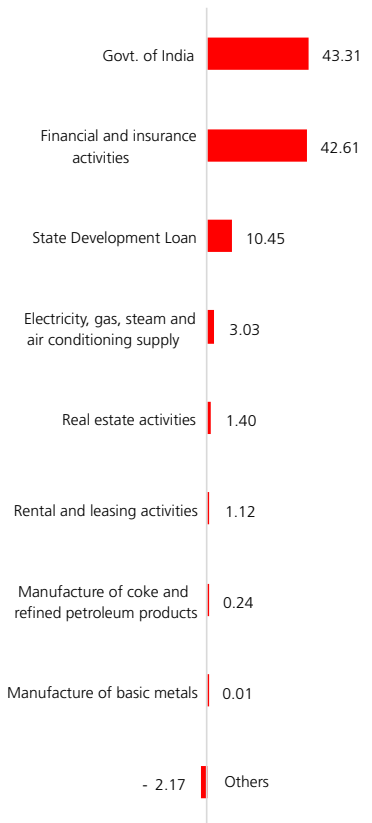 Govt. of India 43.31
Financial and insurance
activities 42.61
State Development Loan 10.45
Electricity, gas, steam and
air conditioning supply 3.03
Real estate activities 1.40
Rental and leasing activities 1.12
Manufacture of coke and
refined petroleum products 0.24
Manufacture of basic metals 0.01
- 2.17 Others